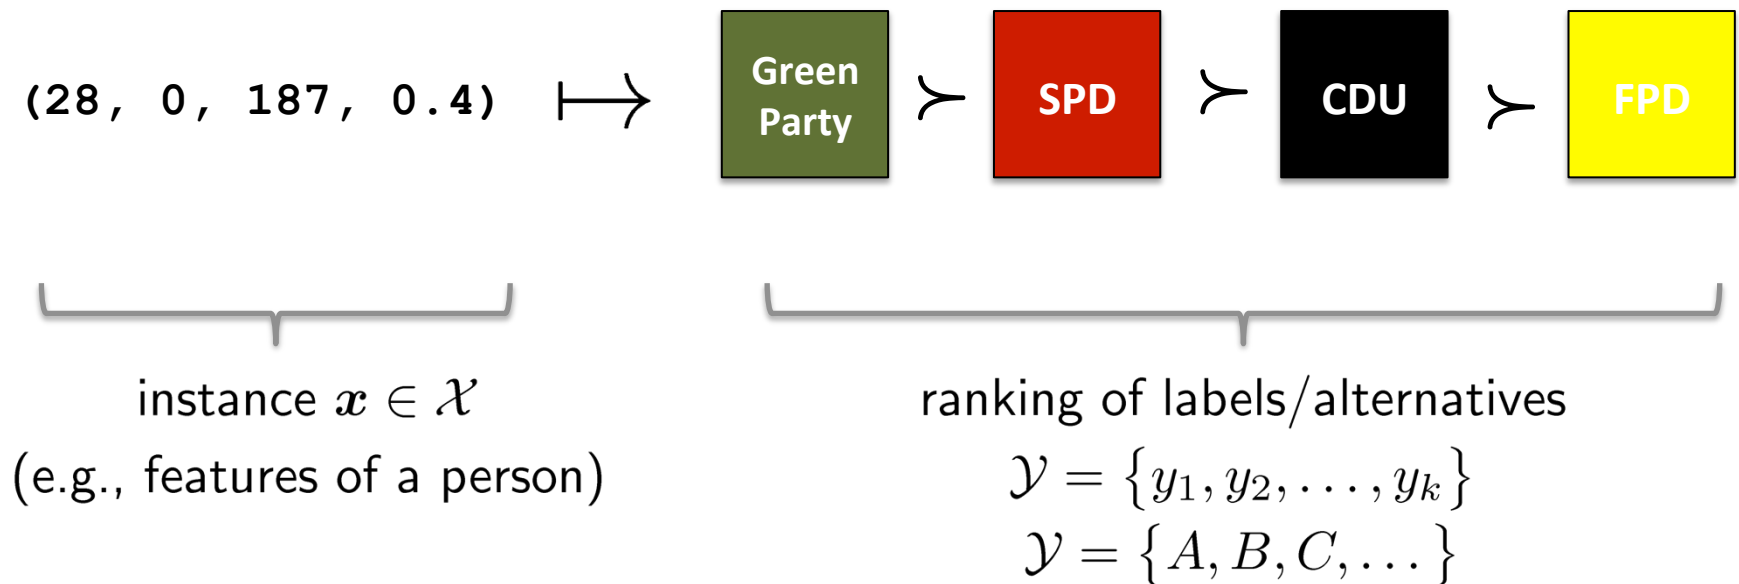 (28, 0, 187, 0.4) ⟼ Green Party ≻ SPD ≻ CDU ≻ FPD
instance x ∈ 𝒳
(e.g., features of a person)
ranking of labels/alternatives
𝒴 = {y₁, y₂, . . . , yₖ}
𝒴 = {A, B, C, . . . }